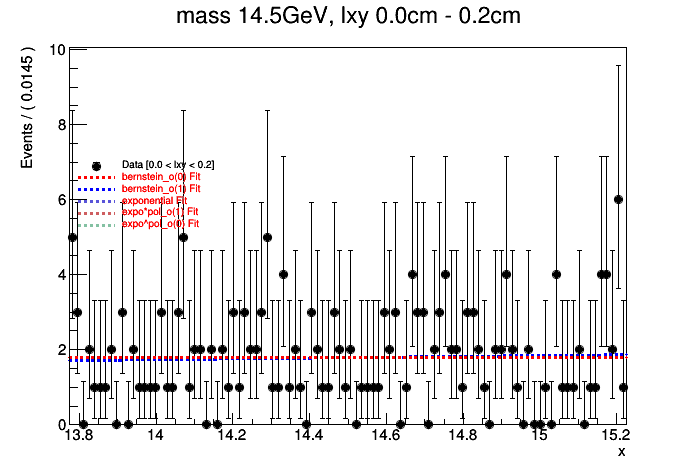 mass 14.5GeV, lxy 0.0cm - 0.2cm
Events / ( 0.0145 )
10
8
6
4
2
0
Data [0.0 < lxy < 0.2]
bernstein_o(0) Fit
bernstein_o(1) Fit
exponential Fit
expo*pol_o(1) Fit
expo^pol_o(0) Fit
13.8 14 14.2 14.4 14.6 14.8 15 15.2
x